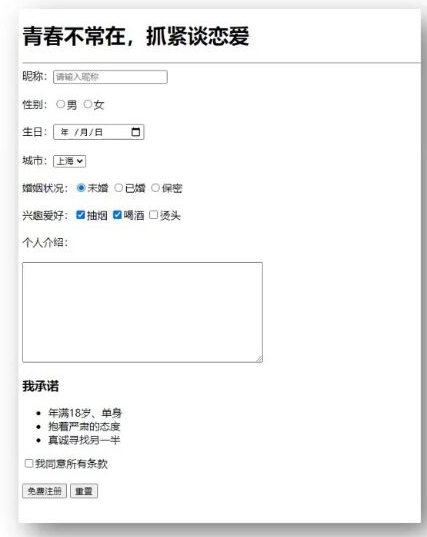 青春不常在，抓紧谈恋爱
昵称：请输入昵称
性别：男 女
生日：年 /月/日
城市：上海
婚姻状况：未婚 已婚 保密
兴趣爱好：抽烟 喝酒 烫头
个人介绍：
我承诺
年满18岁、单身
抱着严肃的态度
真诚寻找另一半
我同意所有条款
免费注册 重置